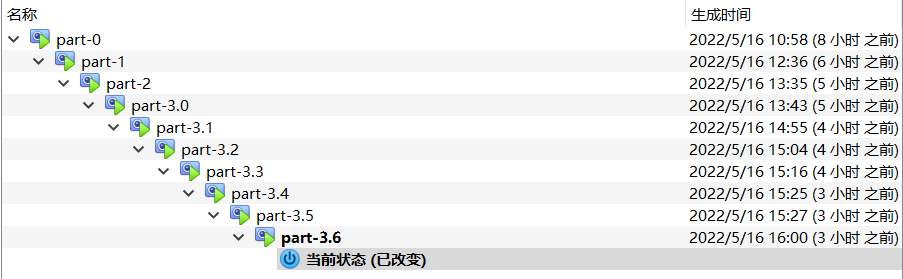 名称 生成时间
part-0 2022/5/16 10:58 (8 小时 之前)
part-1 2022/5/16 12:36 (6 小时 之前)
part-2 2022/5/16 13:35 (5 小时 之前)
part-3.0 2022/5/16 13:43 (5 小时 之前)
part-3.1 2022/5/16 14:55 (4 小时 之前)
part-3.2 2022/5/16 15:04 (4 小时 之前)
part-3.3 2022/5/16 15:16 (4 小时 之前)
part-3.4 2022/5/16 15:25 (3 小时 之前)
part-3.5 2022/5/16 15:27 (3 小时 之前)
part-3.6 2022/5/16 16:00 (3 小时 之前)
当前状态 (已改变)